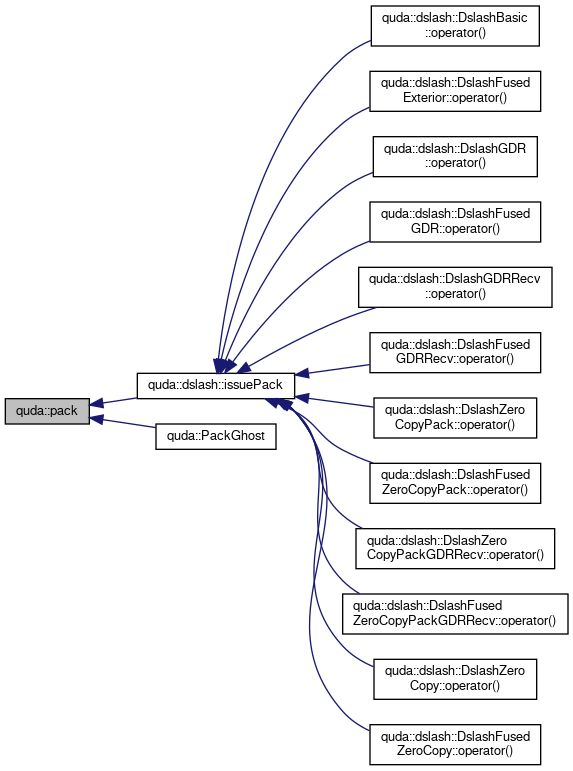 quda::dslash::DslashBasic
::operator()
quda::dslash::DslashFused
Exterior::operator()
quda::dslash::DslashGDR
::operator()
quda::dslash::DslashFused
GDR::operator()
quda::dslash::DslashGDRRecv
::operator()
quda::dslash::DslashFused
GDRRecv::operator()
quda::dslash::issuePack
quda::pack
quda::PackGhost
quda::dslash::DslashZero
CopyPack::operator()
quda::dslash::DslashFused
ZeroCopyPack::operator()
quda::dslash::DslashZero
CopyPackGDRRecv::operator()
quda::dslash::DslashFused
ZeroCopyPackGDRRecv::operator()
quda::dslash::DslashZero
Copy::operator()
quda::dslash::DslashFused
ZeroCopy::operator()